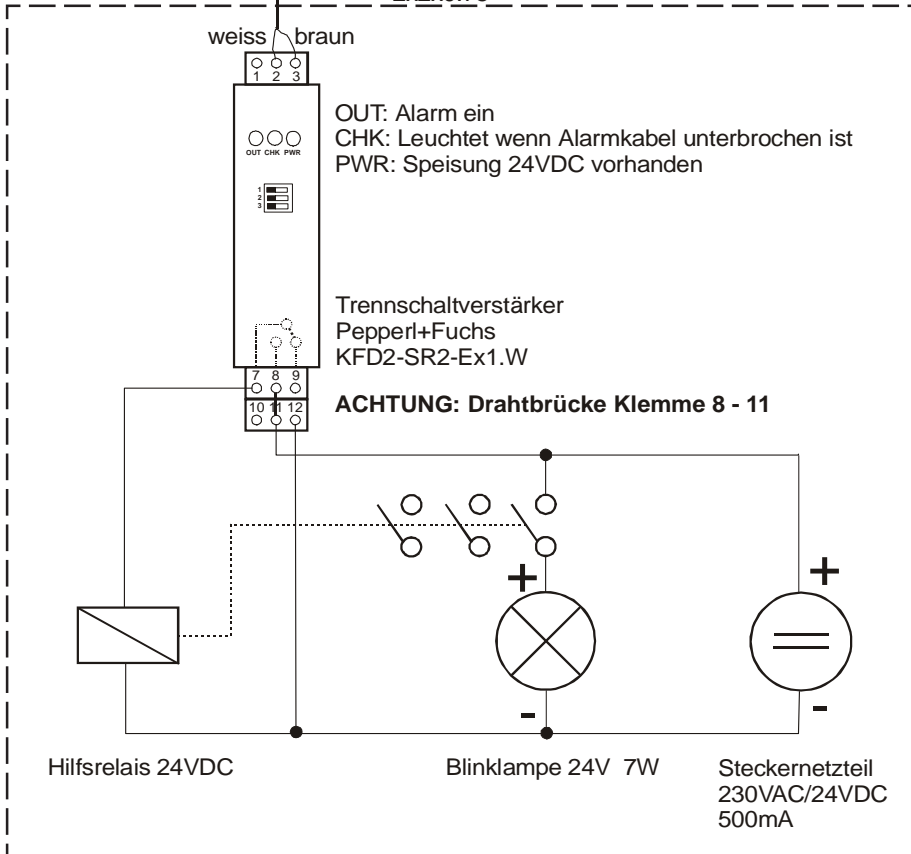 weiss braun
1 2 3
OUT: Alarm ein
CHK: Leuchtet wenn Alarmkabel unterbrochen ist
PWR: Speisung 24VDC vorhanden
OUT CHK PWR
1
2
3
Trennschaltverstärker
Pepperl+Fuchs
KFD2-SR2-Ex1.W
7 8 9
10 11 12
ACHTUNG: Drahtbrücke Klemme 8 - 11
+
+
-
-
Hilfsrelais 24VDC
Blinklampe 24V 7W
Steckernetzteil
230VAC/24VDC
500mA